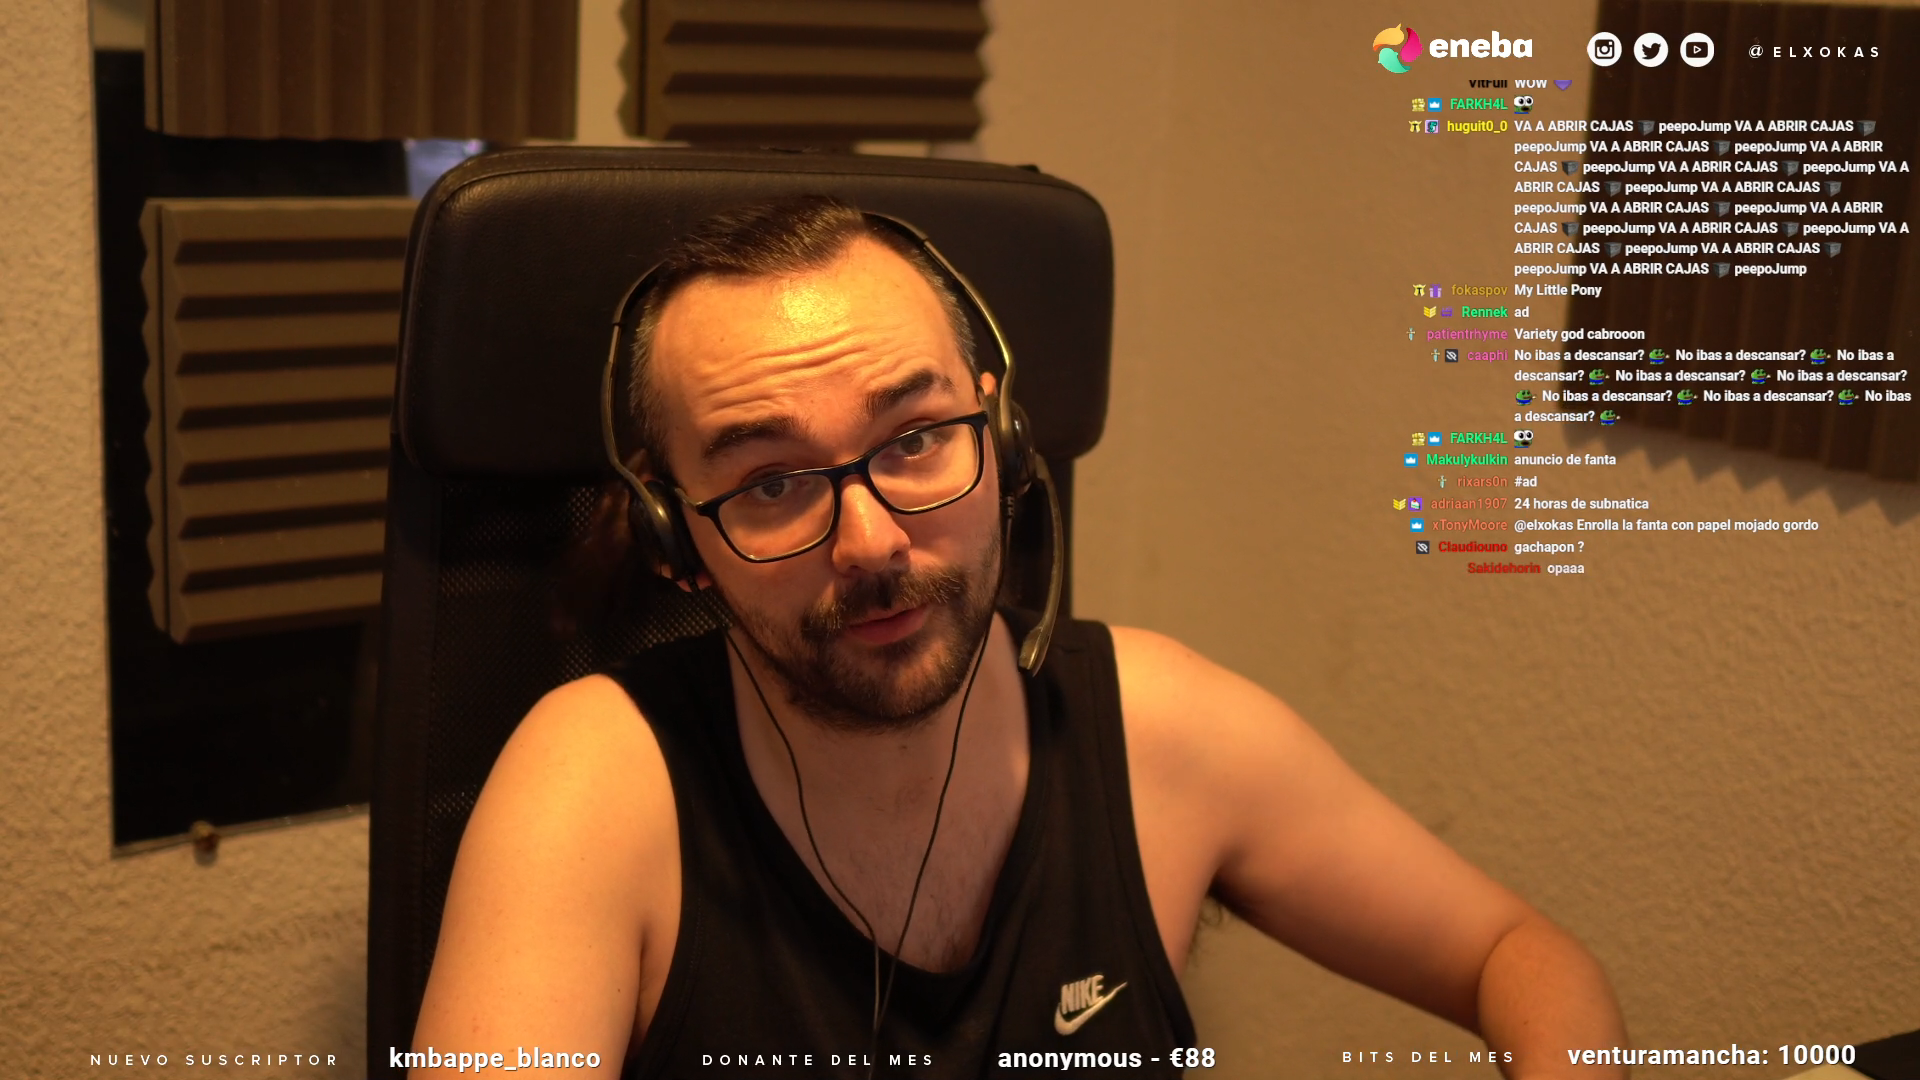 eneba
@ELXOKAS
VitFull WOW
FARKH4L
huguit0_0 VA A ABRIR CAJAS peepoJump VA A ABRIR CAJAS
peepoJump VA A ABRIR CAJAS peepoJump VA A ABRIR
CAJAS peepoJump VA A ABRIR CAJAS peepoJump VA A
ABRIR CAJAS peepoJump VA A ABRIR CAJAS
peepoJump VA A ABRIR CAJAS peepoJump VA A ABRIR
CAJAS peepoJump VA A ABRIR CAJAS peepoJump VA A
ABRIR CAJAS peepoJump VA A ABRIR CAJAS
peepoJump VA A ABRIR CAJAS peepoJump
fokaspov My Little Pony
Rennek ad
patientrhyme Variety god cabrooon
caaphi No ibas a descansar? No ibas a descansar? No ibas a
descansar? No ibas a descansar? No ibas a descansar?
No ibas a descansar? No ibas a descansar? No ibas
a descansar?
FARKH4L
Makulykulkin anuncio de fanta
rixars0n #ad
adriaan1907 24 horas de subnatica
xTonyMoore @elxokas Enrolla la fanta con papel mojado gordo
Claudiouno gachapon ?
Sakidehorin opaaa
NIKE
NUEVO SUSCRIPTOR kmbappe_blanco DONANTE DEL MES anonymous - €88 BITS DEL MES venturamancha: 10000